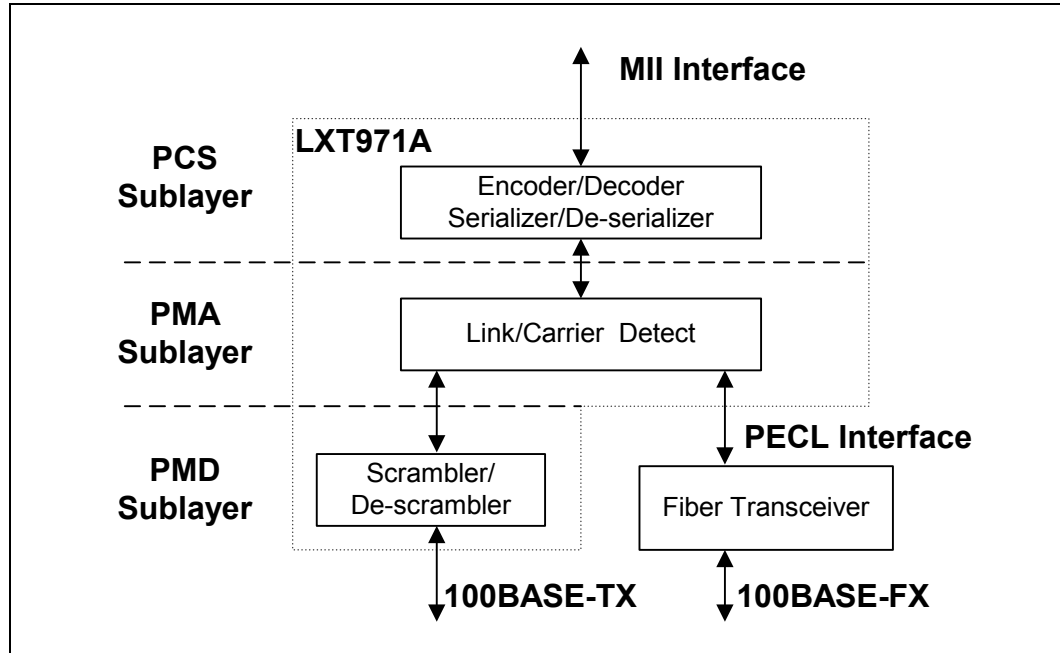 MII Interface
LXT971A
PCS
Sublayer
Encoder/Decoder
Serializer/De-serializer
PMA
Sublayer
Link/Carrier Detect
PECL Interface
PMD
Sublayer
Scrambler/
De-scrambler
Fiber Transceiver
100BASE-TX
100BASE-FX